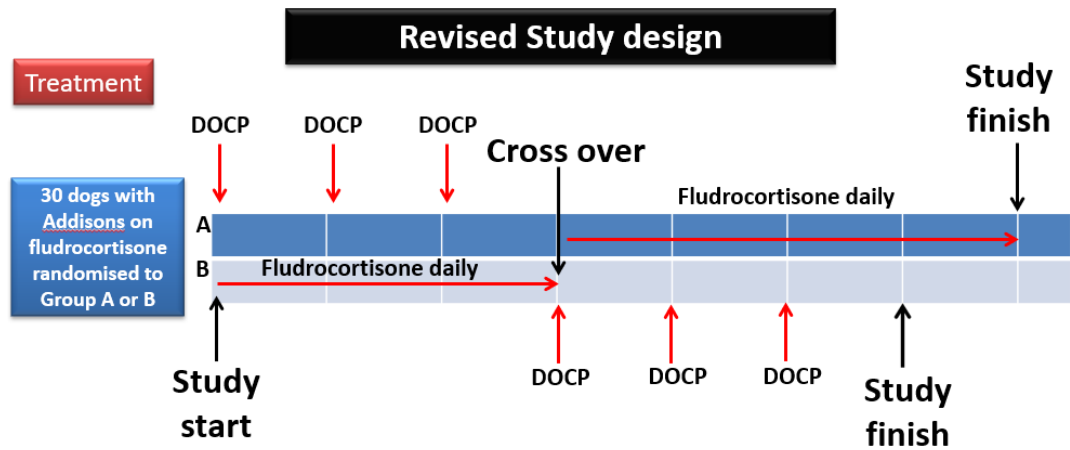 Revised Study design
Treatment
Study
finish
DOCP
DOCP
DOCP
Cross over
30 dogs with
Addisons on
fludrocortisone
randomised to
Group A or B
A
Fludrocortisone daily
B
Fludrocortisone daily
Study
start
DOCP
DOCP
DOCP
Study
finish